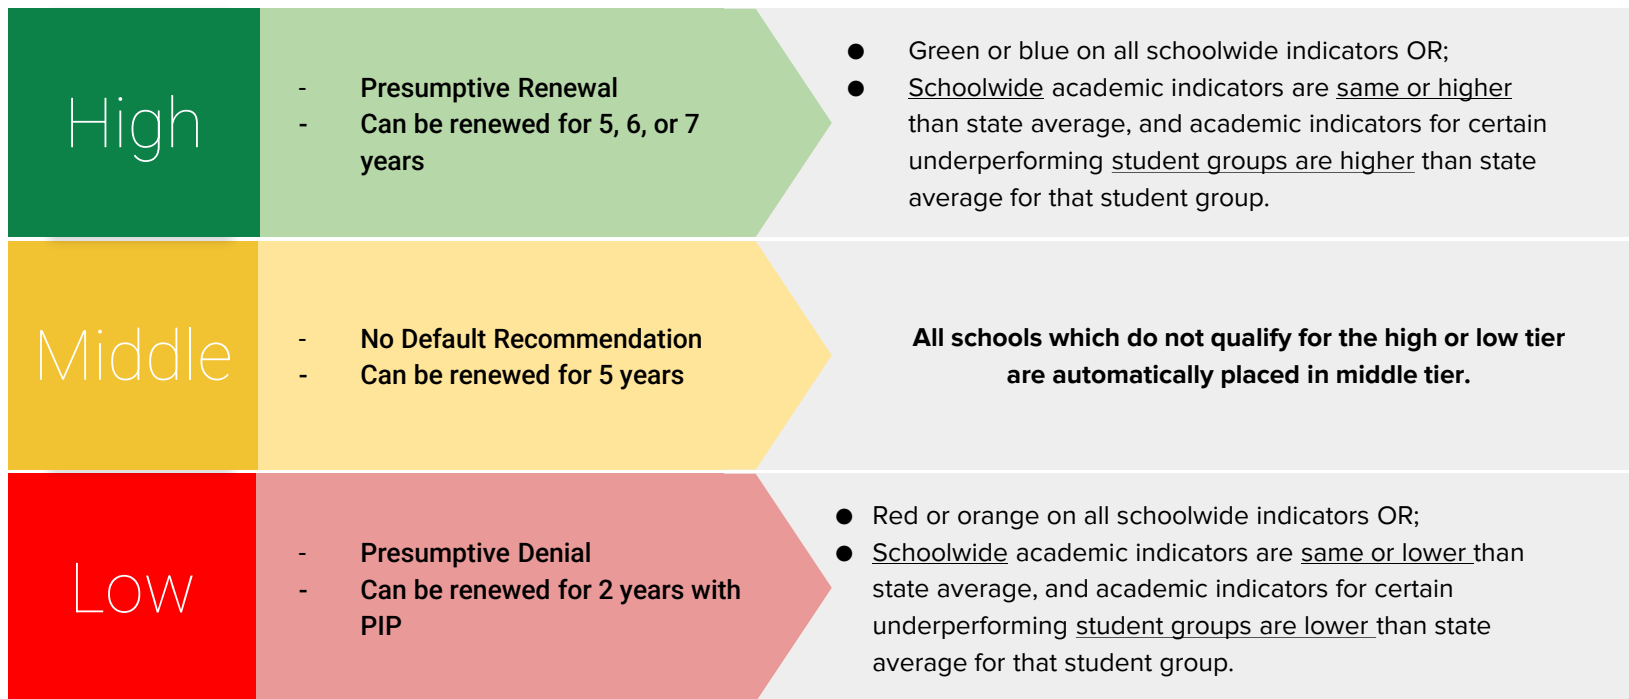 High
- Presumptive Renewal
- Can be renewed for 5, 6, or 7
years
● Green or blue on all schoolwide indicators OR;
● Schoolwide academic indicators are same or higher
than state average, and academic indicators for certain
underperforming student groups are higher than state
average for that student group.
Middle
- No Default Recommendation
- Can be renewed for 5 years
All schools which do not qualify for the high or low tier
are automatically placed in middle tier.
Low
- Presumptive Denial
- Can be renewed for 2 years with
PIP
● Red or orange on all schoolwide indicators OR;
● Schoolwide academic indicators are same or lower than
state average, and academic indicators for certain
underperforming student groups are lower than state
average for that student group.